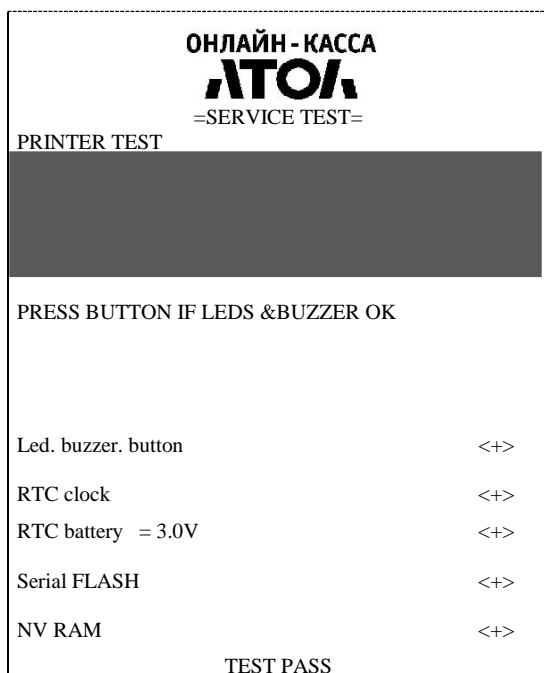 ОНЛАЙН-КАССА
АТОЛ
=SERVICE TEST=
PRINTER TEST
PRESS BUTTON IF LEDS &BUZZER OK
Led. buzzer. button <+>
RTC clock <+>
RTC battery = 3.0V <+>
Serial FLASH <+>
NV RAM <+>
TEST PASS